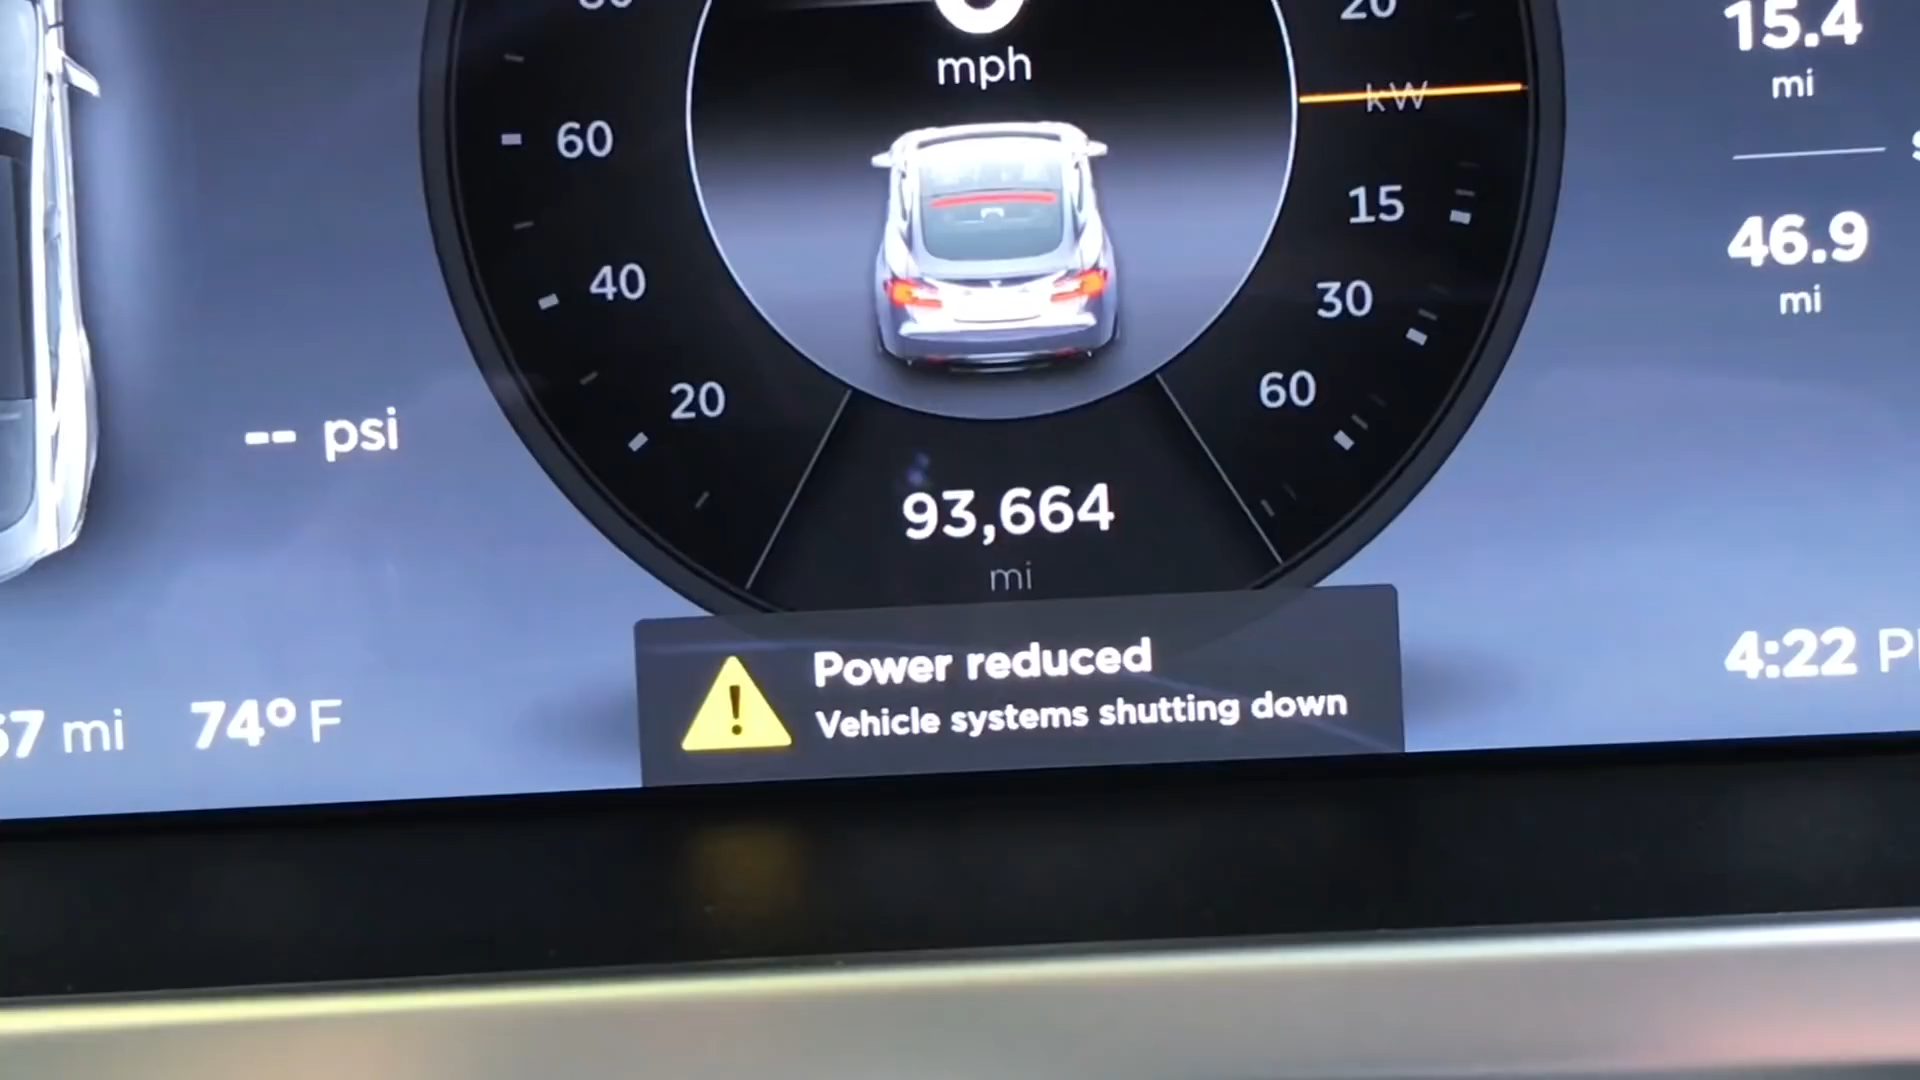 20
15.4
mph
mi
kW
60
15
46.9
40
30
mi
60
20
-- psi
93,664
mi
Power reduced
4:22
Vehicle systems shutting down
mi 74° F